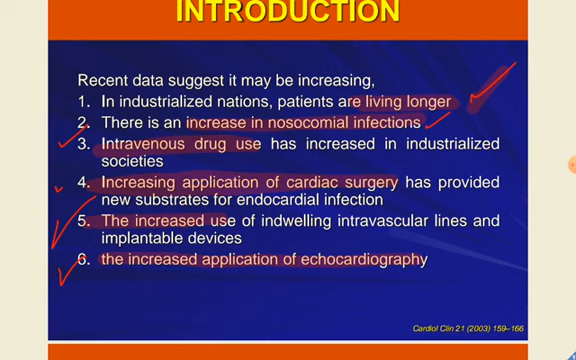 INTRODUCTION
Recent data suggest it may be increasing,
1. In industrialized nations, patients are living longer
2. There is an increase in nosocomial infections
3. Intravenous drug use has increased in industrialized
societies
4. Increasing application of cardiac surgery has provided
new substrates for endocardial infection
5. The increased use of indwelling intravascular lines and
implantable devices
6. the increased application of echocardiography
Cardiol Clin 21 (2003) 159–166